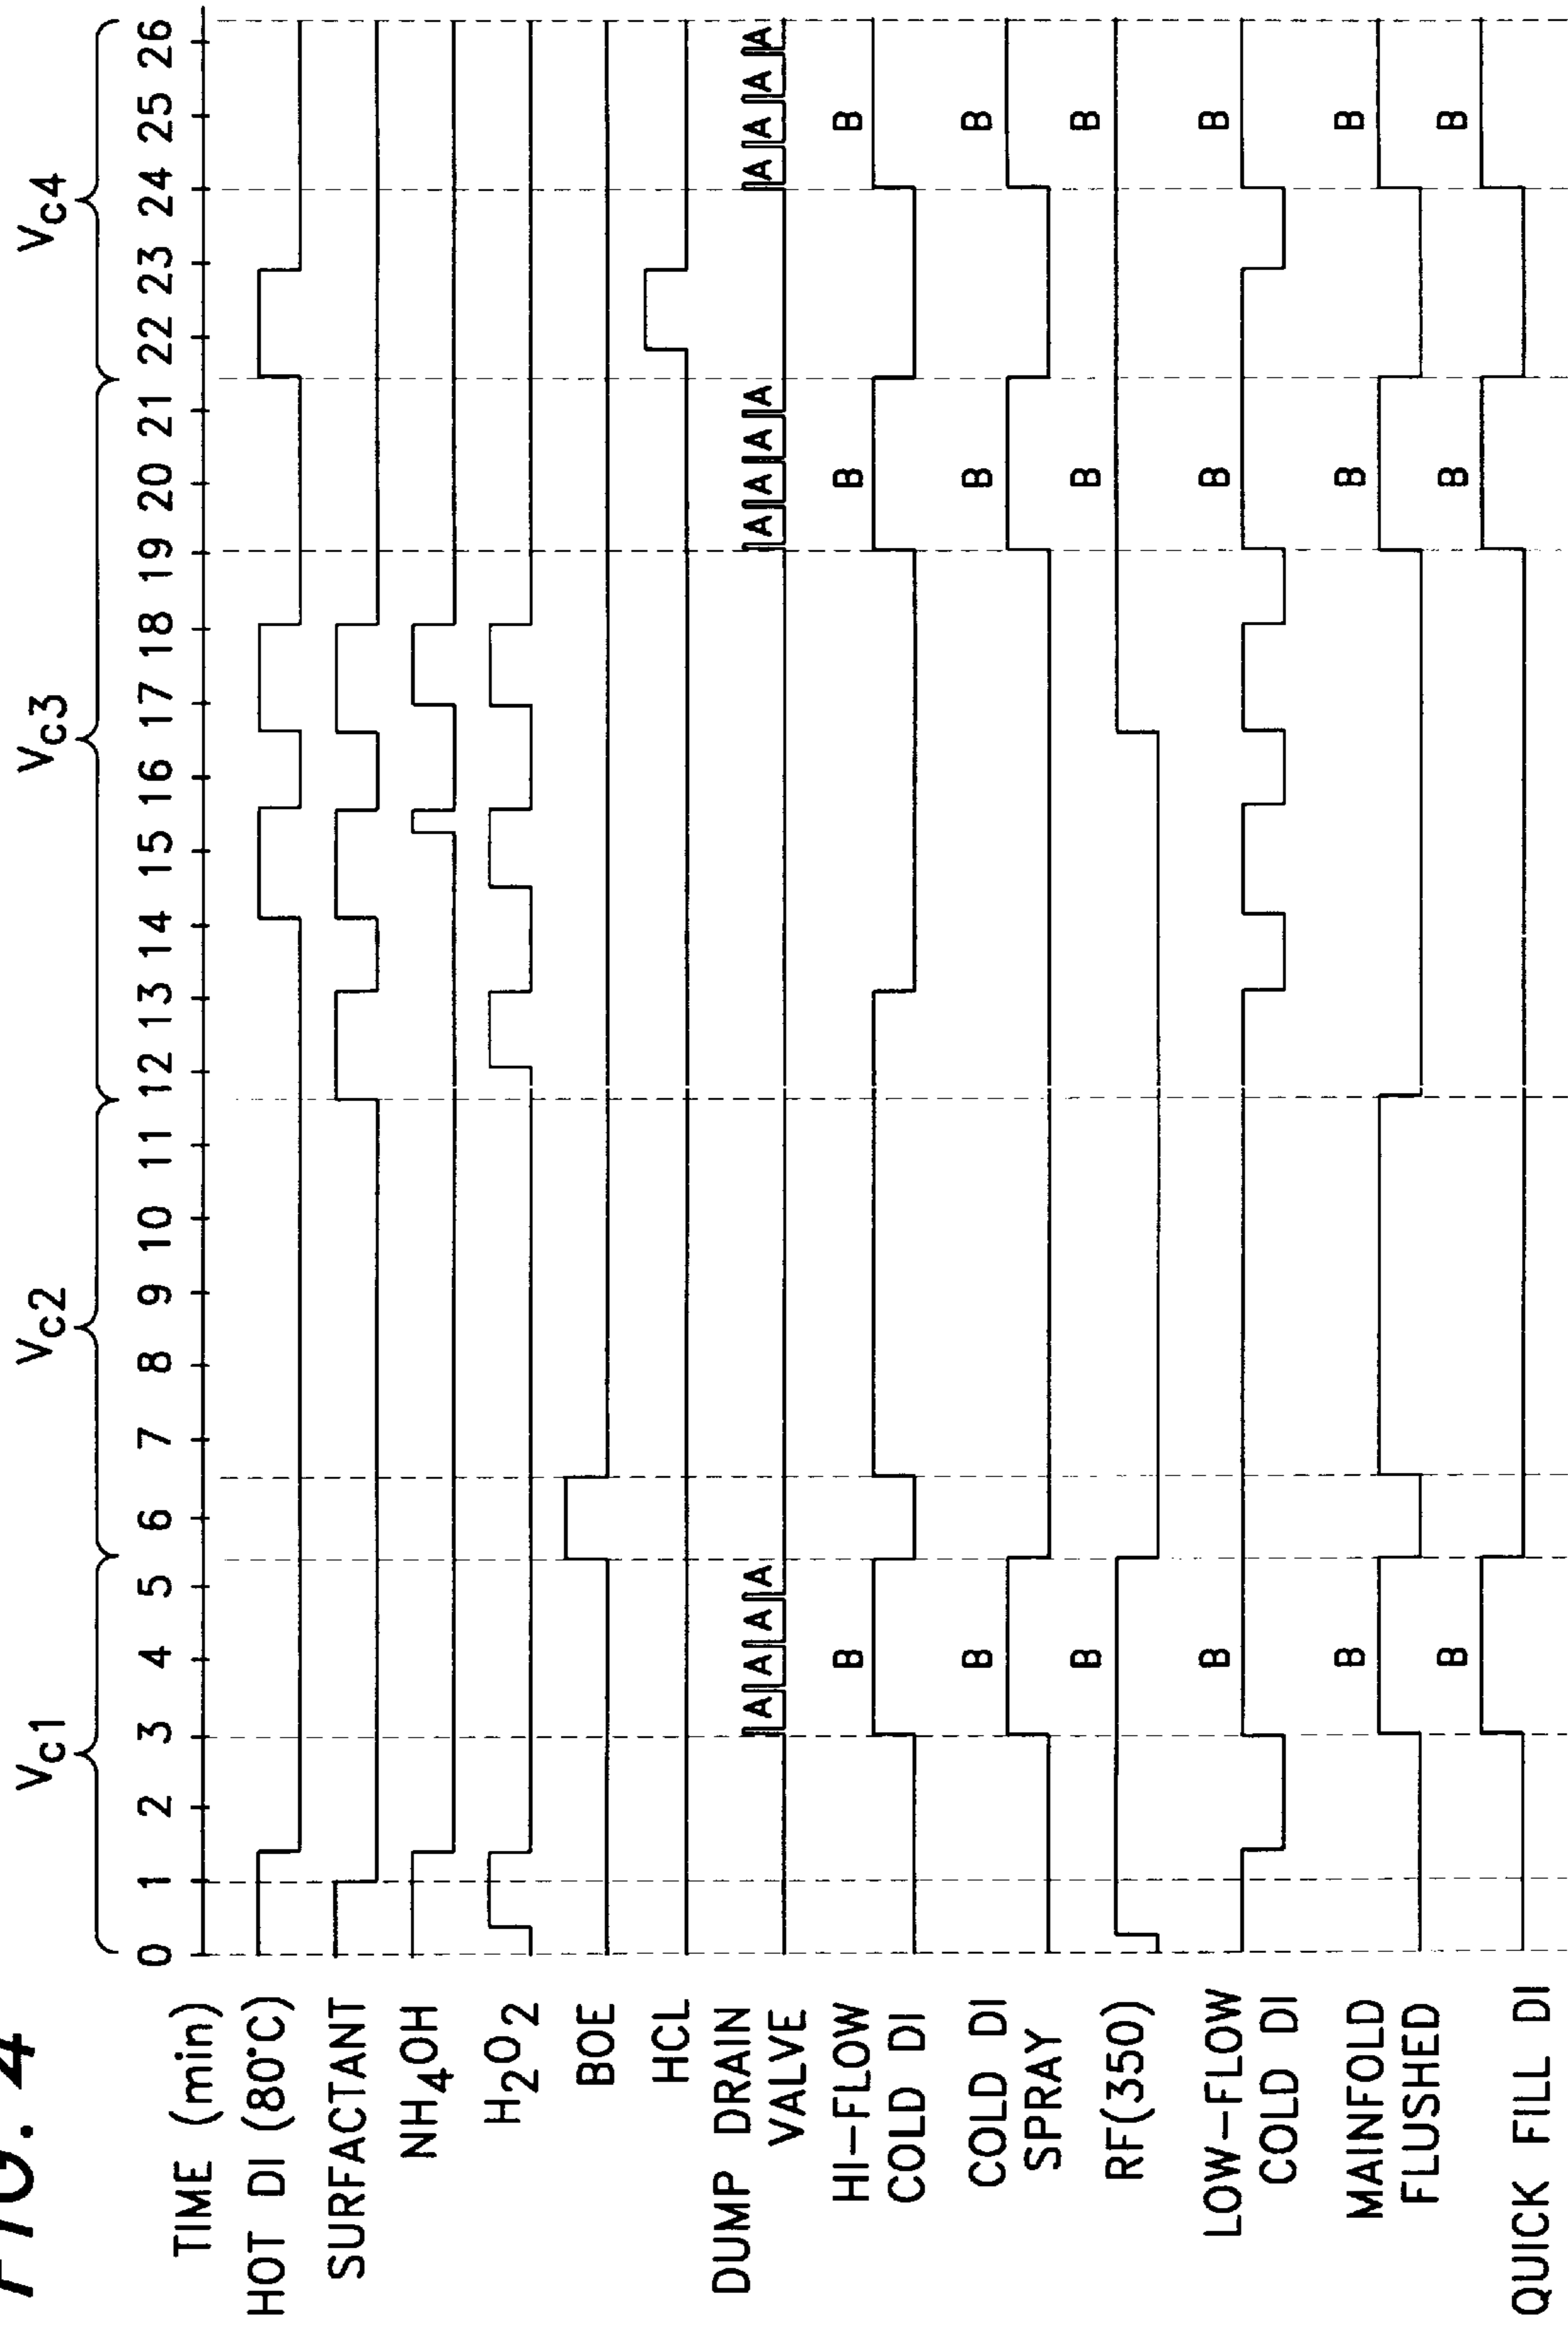 FIG. 4
Vc1 Vc2 Vc3 Vc4
TIME (min) 0 1 2 3 4 5 6 7 8 9 10 11 12 13 14 15 16 17 18 19 20 21 22 23 24 25 26
HOT DI (80°C)
SURFACTANT
NH4OH
H2O2
BOE
HCL
DUMP DRAIN
VALVE
A A A A A A A A A A A A
HI-FLOW
COLD DI
B B B
COLD DI
SPRAY
B B B
RF(350)
B B B
LOW-FLOW
COLD DI
B B B
MAINFOLD
FLUSHED
B B B
QUICK FILL DI
B B B